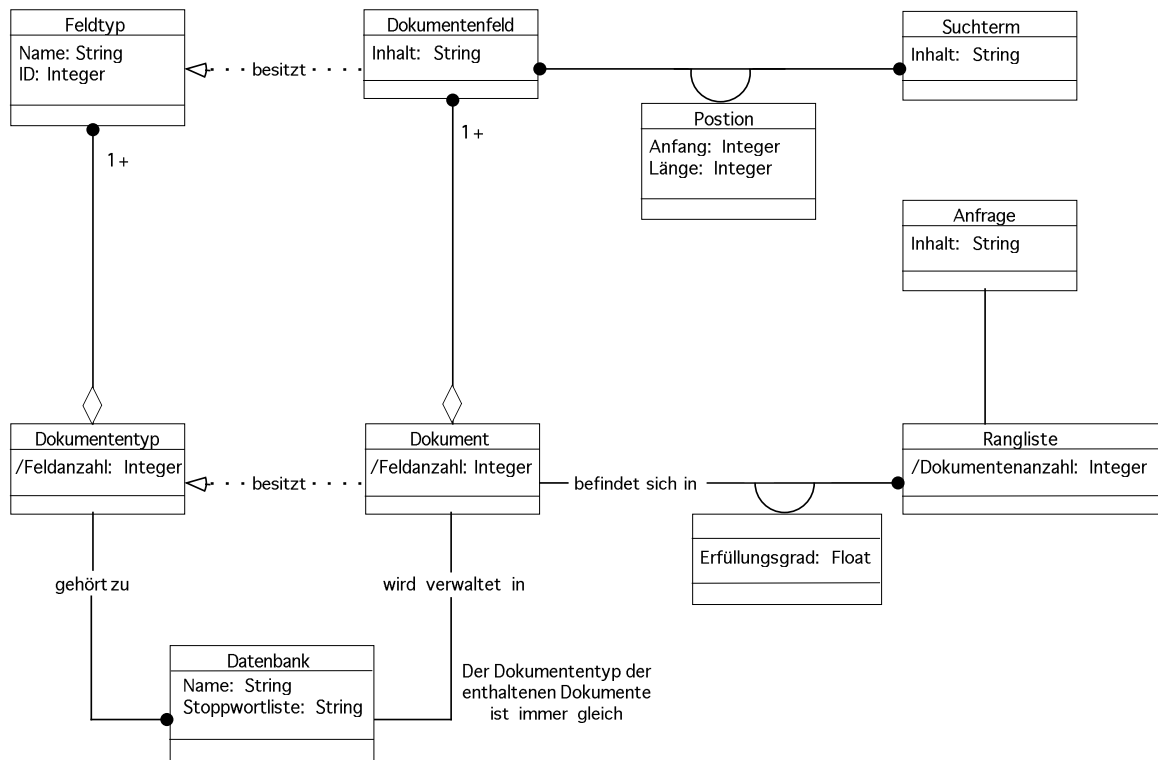 Feldtyp
Name: String
ID: Integer
besitzt
Dokumentenfeld
Inhalt: String
Suchterm
Inhalt: String
Postion
Anfang: Integer
Länge: Integer
1+
1+
Anfrage
Inhalt: String
Dokumententyp
/Feldanzahl: Integer
besitzt
Dokument
/Feldanzahl: Integer
befindet sich in
Rangliste
/Dokumentenanzahl: Integer
Erfüllungsgrad: Float
gehört zu
wird verwaltet in
Datenbank
Name: String
Stoppwortliste: String
Der Dokumententyp der
enthaltenen Dokumente
ist immer gleich